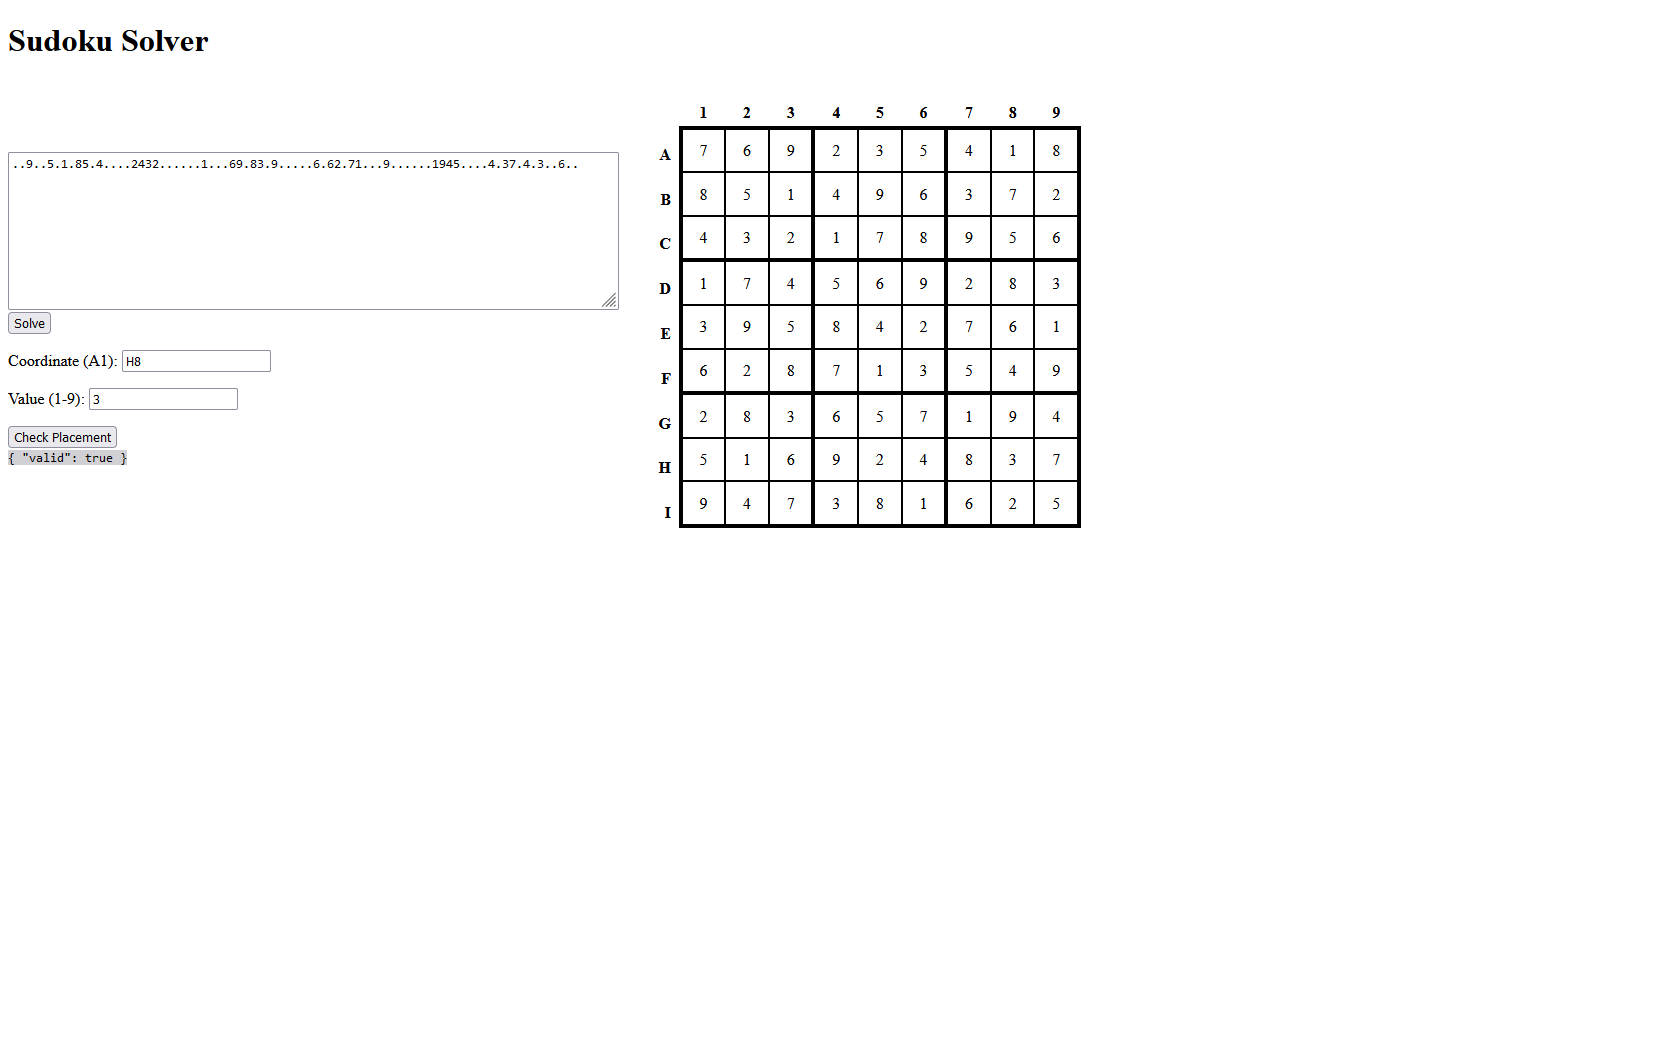 Sudoku Solver
..9..5.1.85.4....2432......1...69.83.9.....6.62.71...9......1945....4.37.4.3..6..
Solve
Coordinate (A1): H8
Value (1-9): 3
Check Placement
{ "valid": true }
1 2 3 4 5 6 7 8 9
A 7 6 9 2 3 5 4 1 8
B 8 5 1 4 9 6 3 7 2
C 4 3 2 1 7 8 9 5 6
D 1 7 4 5 6 9 2 8 3
E 3 9 5 8 4 2 7 6 1
F 6 2 8 7 1 3 5 4 9
G 2 8 3 6 5 7 1 9 4
H 5 1 6 9 2 4 8 3 7
I 9 4 7 3 8 1 6 2 5